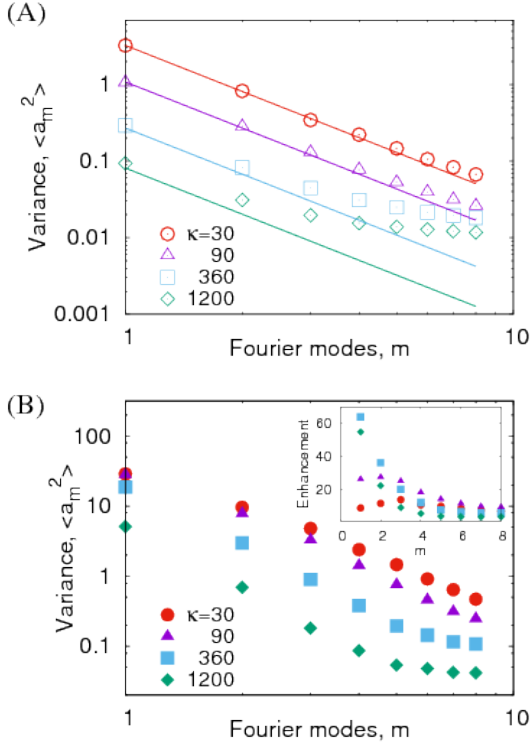 (A)
1
0.1
0.01
0.001
Variance, <a_m^2>
κ=30
90
360
1200
1
10
Fourier modes, m
(B)
100
10
1
0.1
Variance, <a_m^2>
60
40
20
Enhancement
0
2
4
6
8
m
κ=30
90
360
1200
1
10
Fourier modes, m